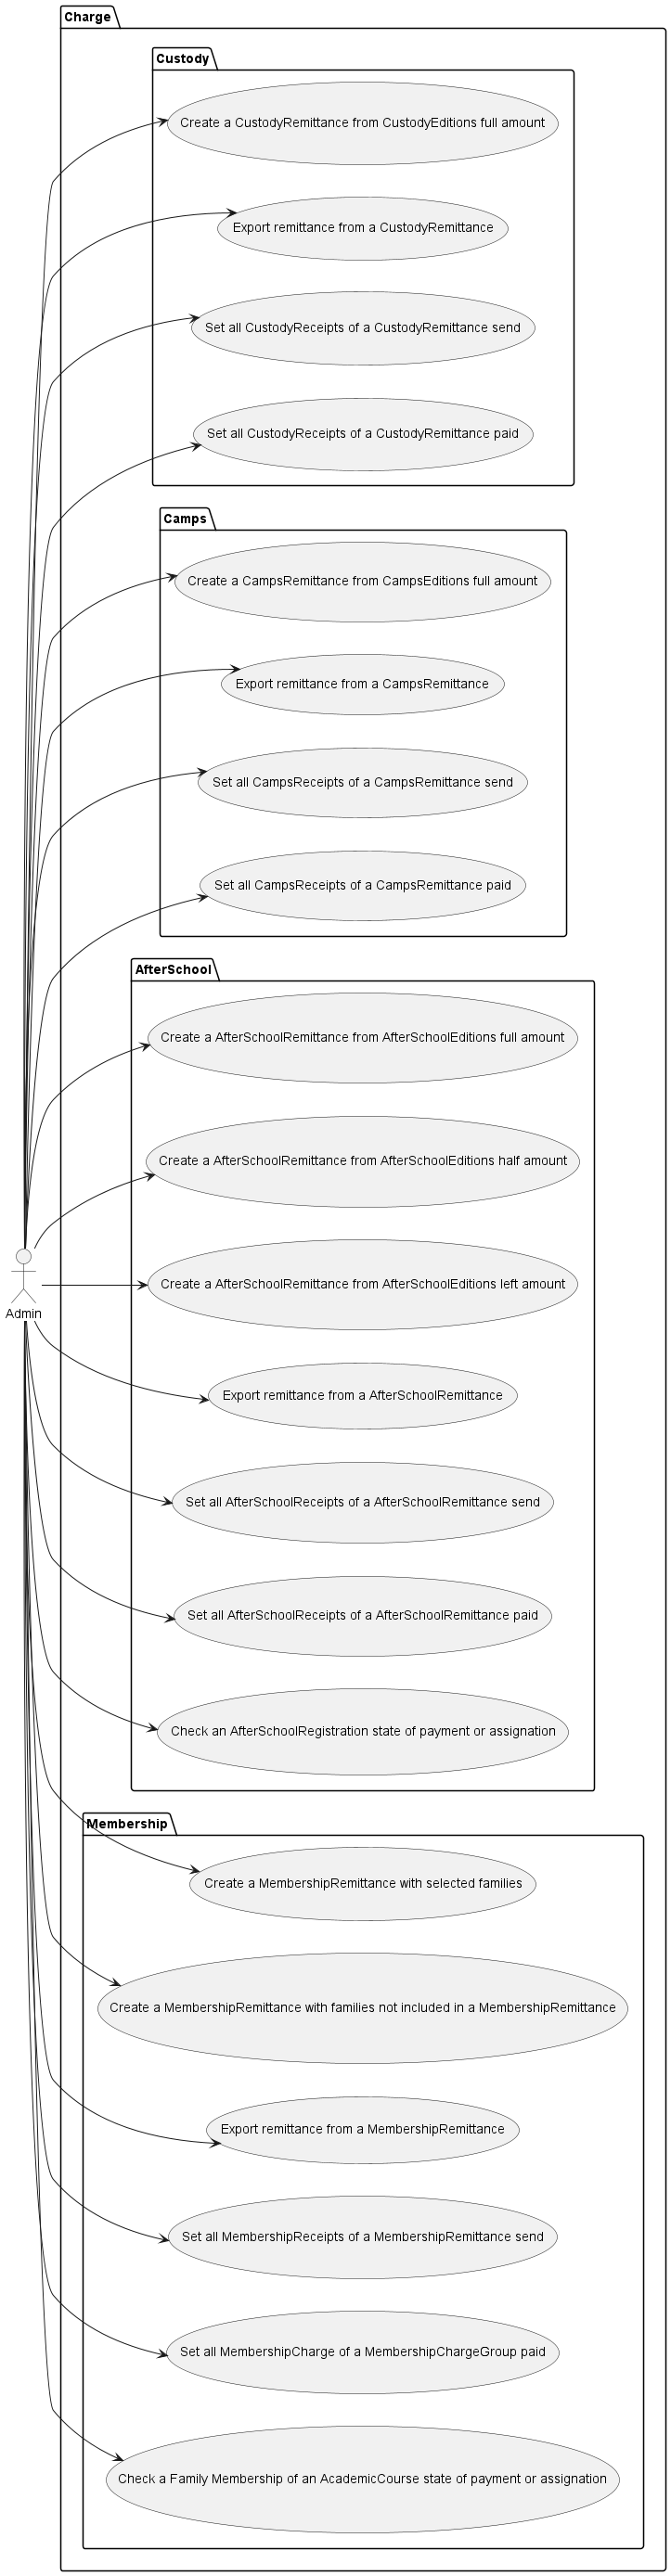 Charge
Custody
Create a CustodyRemittance from CustodyEditions full amount
Export remittance from a CustodyRemittance
Set all CustodyReceipts of a CustodyRemittance send
Set all CustodyReceipts of a CustodyRemittance paid
Camps
Create a CampsRemittance from CampsEditions full amount
Export remittance from a CampsRemittance
Set all CampsReceipts of a CampsRemittance send
Set all CampsReceipts of a CampsRemittance paid
AfterSchool
Create a AfterSchoolRemittance from AfterSchoolEditions full amount
Create a AfterSchoolRemittance from AfterSchoolEditions half amount
Create a AfterSchoolRemittance from AfterSchoolEditions left amount
Admin
Export remittance from a AfterSchoolRemittance
Set all AfterSchoolReceipts of a AfterSchoolRemittance send
Set all AfterSchoolReceipts of a AfterSchoolRemittance paid
Check an AfterSchoolRegistration state of payment or assignation
Membership
Create a MembershipRemittance with selected families
Create a MembershipRemittance with families not included in a MembershipRemittance
Export remittance from a MembershipRemittance
Set all MembershipReceipts of a MembershipRemittance send
Set all MembershipCharge of a MembershipChargeGroup paid
Check a Family Membership of an AcademicCourse state of payment or assignation